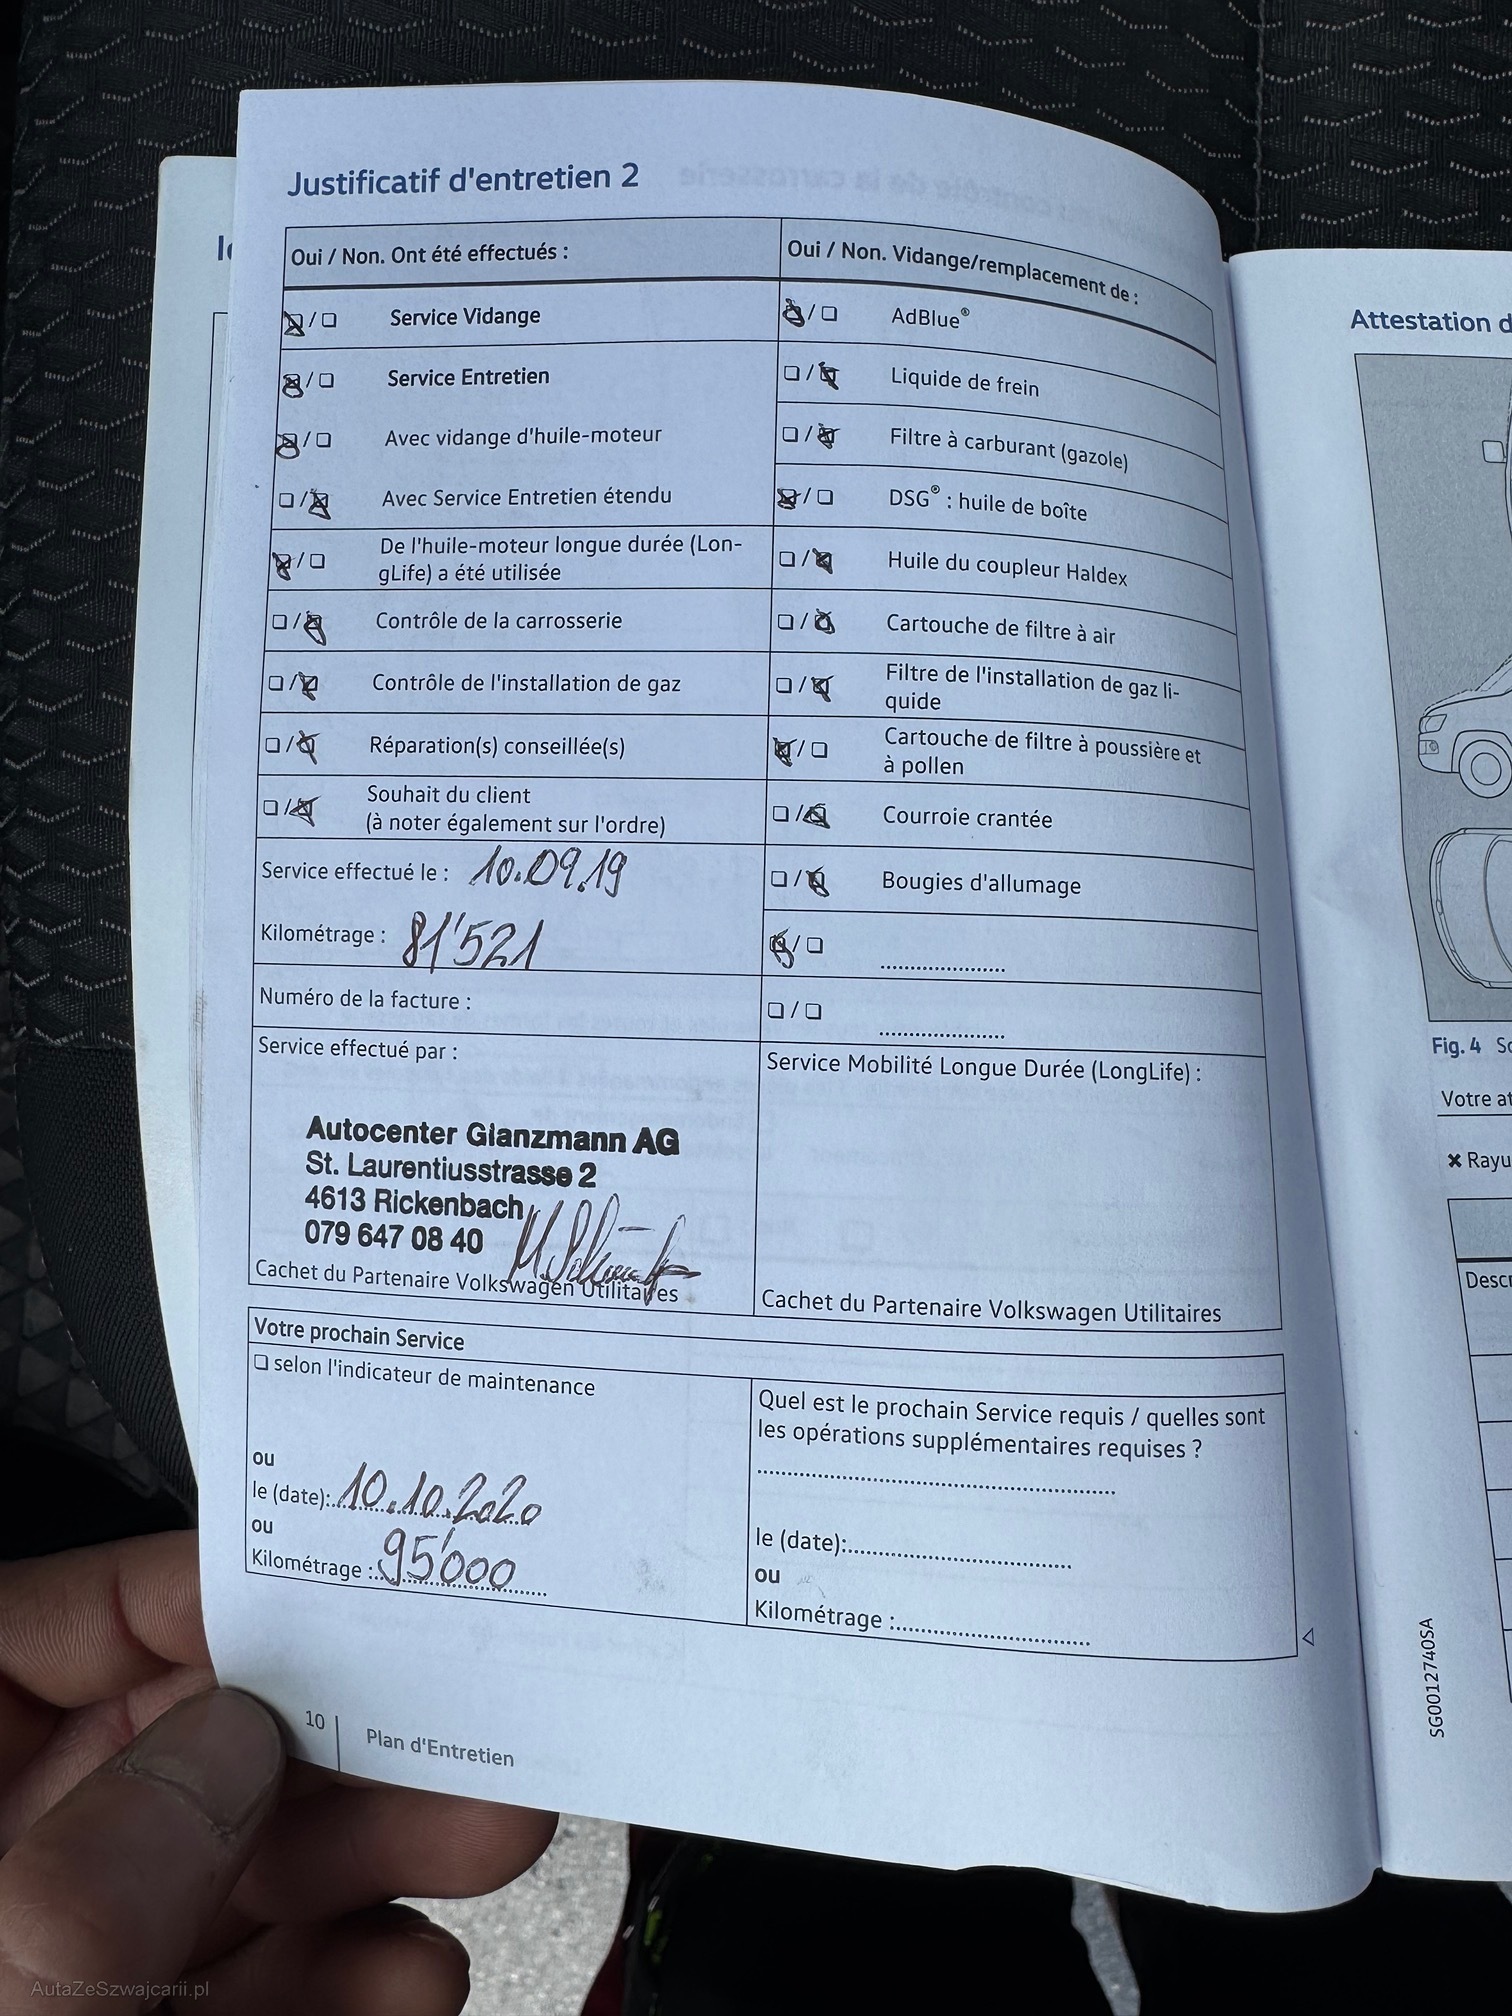 Justificatif d'entretien 2
Oui / Non. Ont été effectués :
☒/☐ Service Vidange
☒/☐ Service Entretien
☒/☐ Avec vidange d'huile-moteur
☐/☒ Avec Service Entretien étendu
☒/☐ De l'huile-moteur longue durée (Lon-
gLife) a été utilisée
☐/☒ Contrôle de la carrosserie
☐/☒ Contrôle de l'installation de gaz
☐/☒ Réparation(s) conseillée(s)
☐/☒ Souhait du client
(à noter également sur l'ordre)
Service effectué le : 10.09.19
Kilométrage : 81'521
Numéro de la facture :
Service effectué par :
Autocenter Glanzmann AG
St. Laurentiusstrasse 2
4613 Rickenbach
079 647 08 40
Cachet du Partenaire Volkswagen Utilitaires
Oui / Non. Vidange/remplacement de :
☒/☐ AdBlue®
☐/☒ Liquide de frein
☐/☒ Filtre à carburant (gazole)
☒/☐ DSG® : huile de boîte
☐/☒ Huile du coupleur Haldex
☐/☒ Cartouche de filtre à air
☐/☒ Filtre de l'installation de gaz li-
quide
☒/☐ Cartouche de filtre à poussière et
à pollen
☐/☒ Courroie crantée
☐/☒ Bougies d'allumage
☒/☐ ....................
☐/☐ ....................
Service Mobilité Longue Durée (LongLife) :
Cachet du Partenaire Volkswagen Utilitaires
Votre prochain Service
☐ selon l'indicateur de maintenance
ou
le (date): 10.10.2020
ou
Kilométrage : 95'000
Quel est le prochain Service requis / quelles sont
les opérations supplémentaires requises ?
le (date):
ou
Kilométrage :
10 Plan d'Entretien
Attestation
Fig. 4
Votre
SG0012740SA
AutaZeSzwajcarii.pl